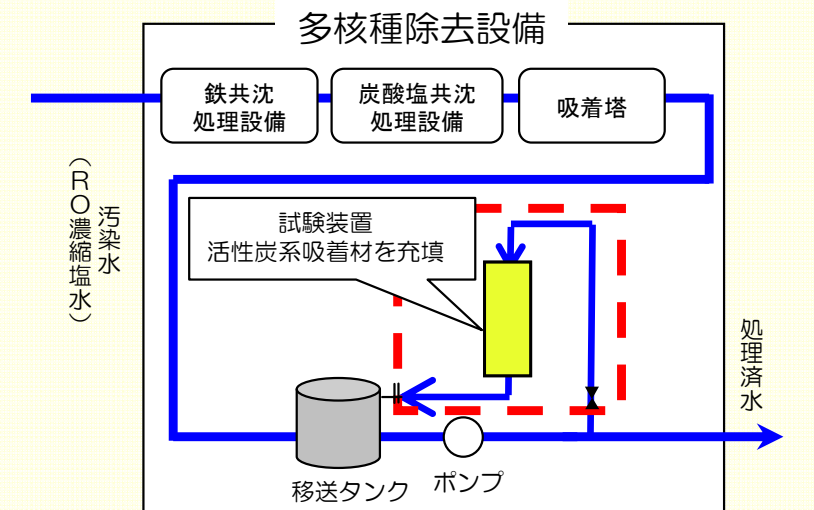 多核種除去設備
鉄共沈
処理設備
炭酸塩共沈
処理設備
吸着塔
汚染水
（ＲＯ濃縮塩水）
試験装置
活性炭系吸着材を充填
処理済水
移送タンク
ポンプ